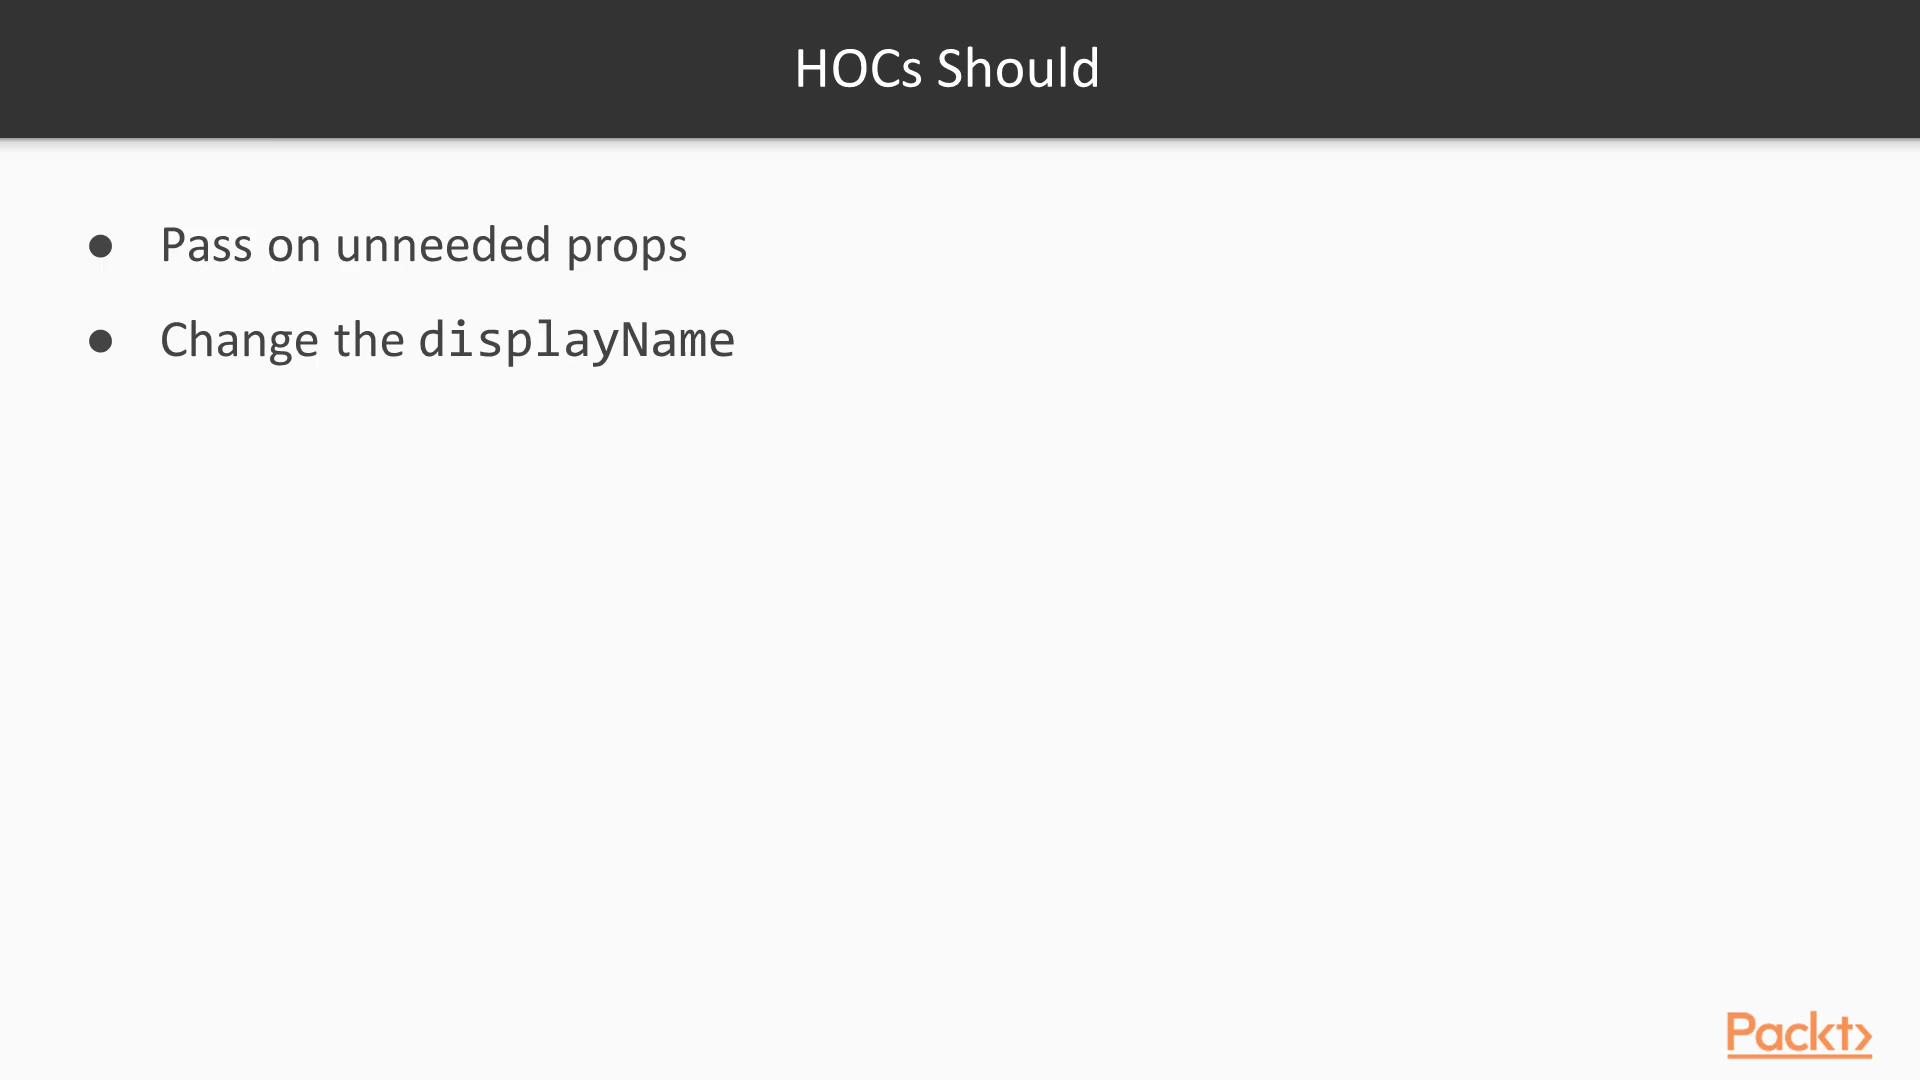 HOCs Should
● Pass on unneeded props
● Change the displayName
Packt